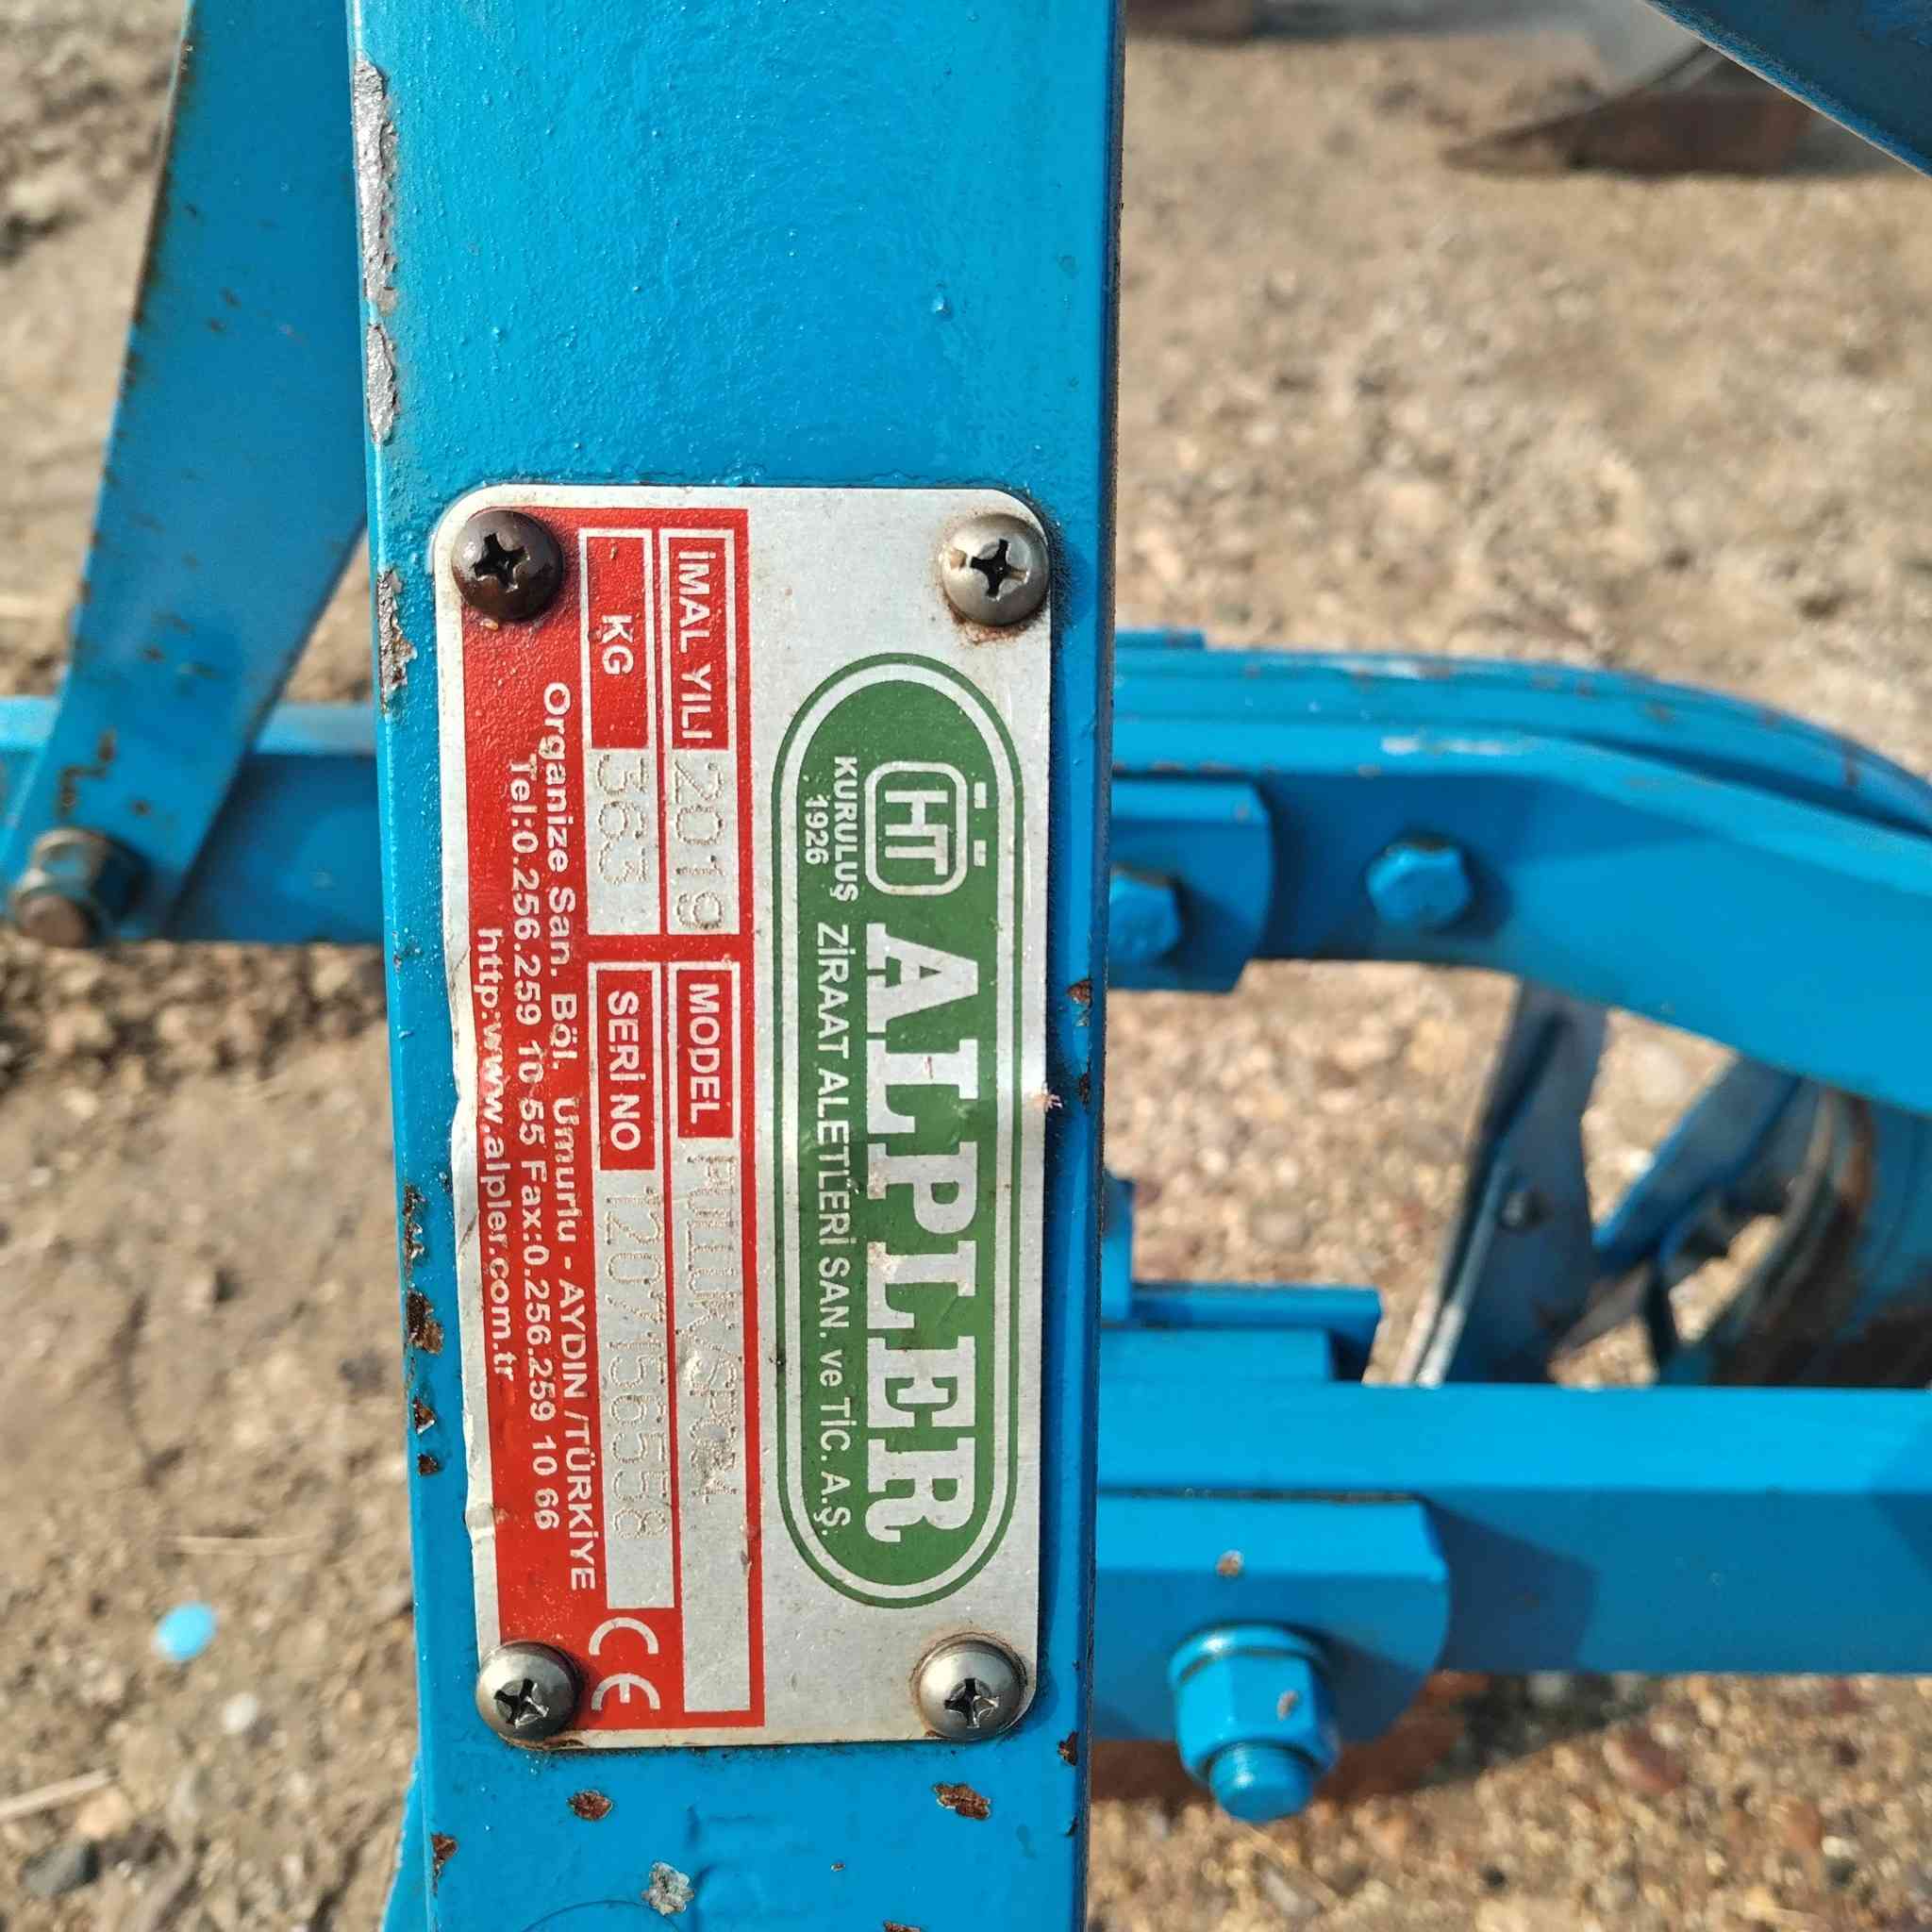 HT
KURULUŞ
1926
ALPLER
ZİRAAT ALETLERİ SAN. ve TİC. A.Ş.
İMAL YILI 2019 MODEL
KG 363 SERİ NO
Organize San. Böl. Umurlu - AYDIN /TÜRKİYE
Tel:0.256.259 10 55 Fax:0.256.259 10 66
http:www.alpler.com.tr
CE